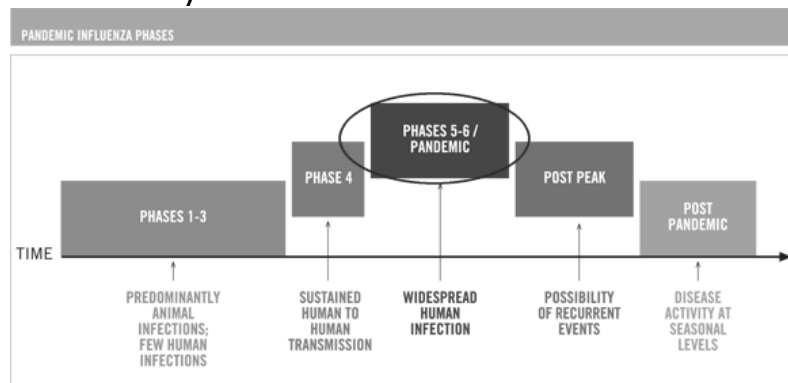 PANDEMIC INFLUENZA PHASES
PHASES 5-6 /
PANDEMIC
PHASE 4
POST PEAK
PHASES 1-3
POST
PANDEMIC
TIME
PREDOMINANTLY
ANIMAL
INFECTIONS;
FEW HUMAN
INFECTIONS
SUSTAINED
HUMAN TO
HUMAN
TRANSMISSION
WIDESPREAD
HUMAN
INFECTION
POSSIBILITY
OF RECURRENT
EVENTS
DISEASE
ACTIVITY AT
SEASONAL
LEVELS